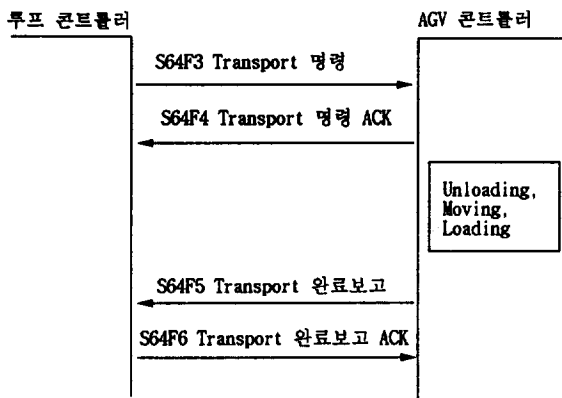 루프 콘트롤러
AGV 콘트롤러
S64F3 Transport 명령
S64F4 Transport 명령 ACK
Unloading,
Moving,
Loading
S64F5 Transport 완료보고
S64F6 Transport 완료보고 ACK